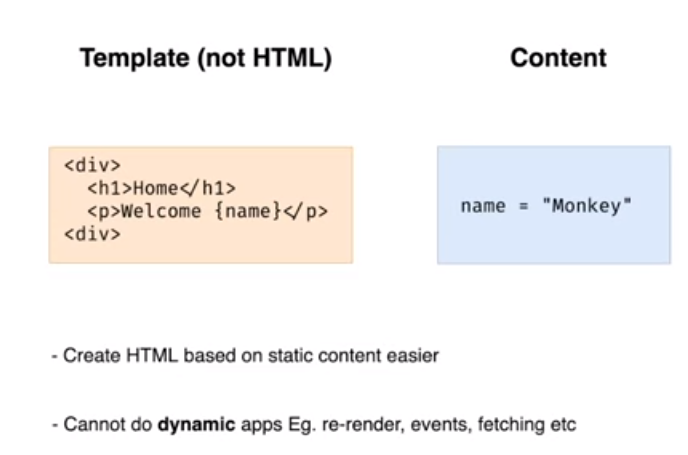 Template (not HTML)
Content
<div>
<h1>Home</h1>
<p>Welcome {name}</p>
<div>
name = "Monkey"
- Create HTML based on static content easier
- Cannot do dynamic apps Eg. re-render, events, fetching etc